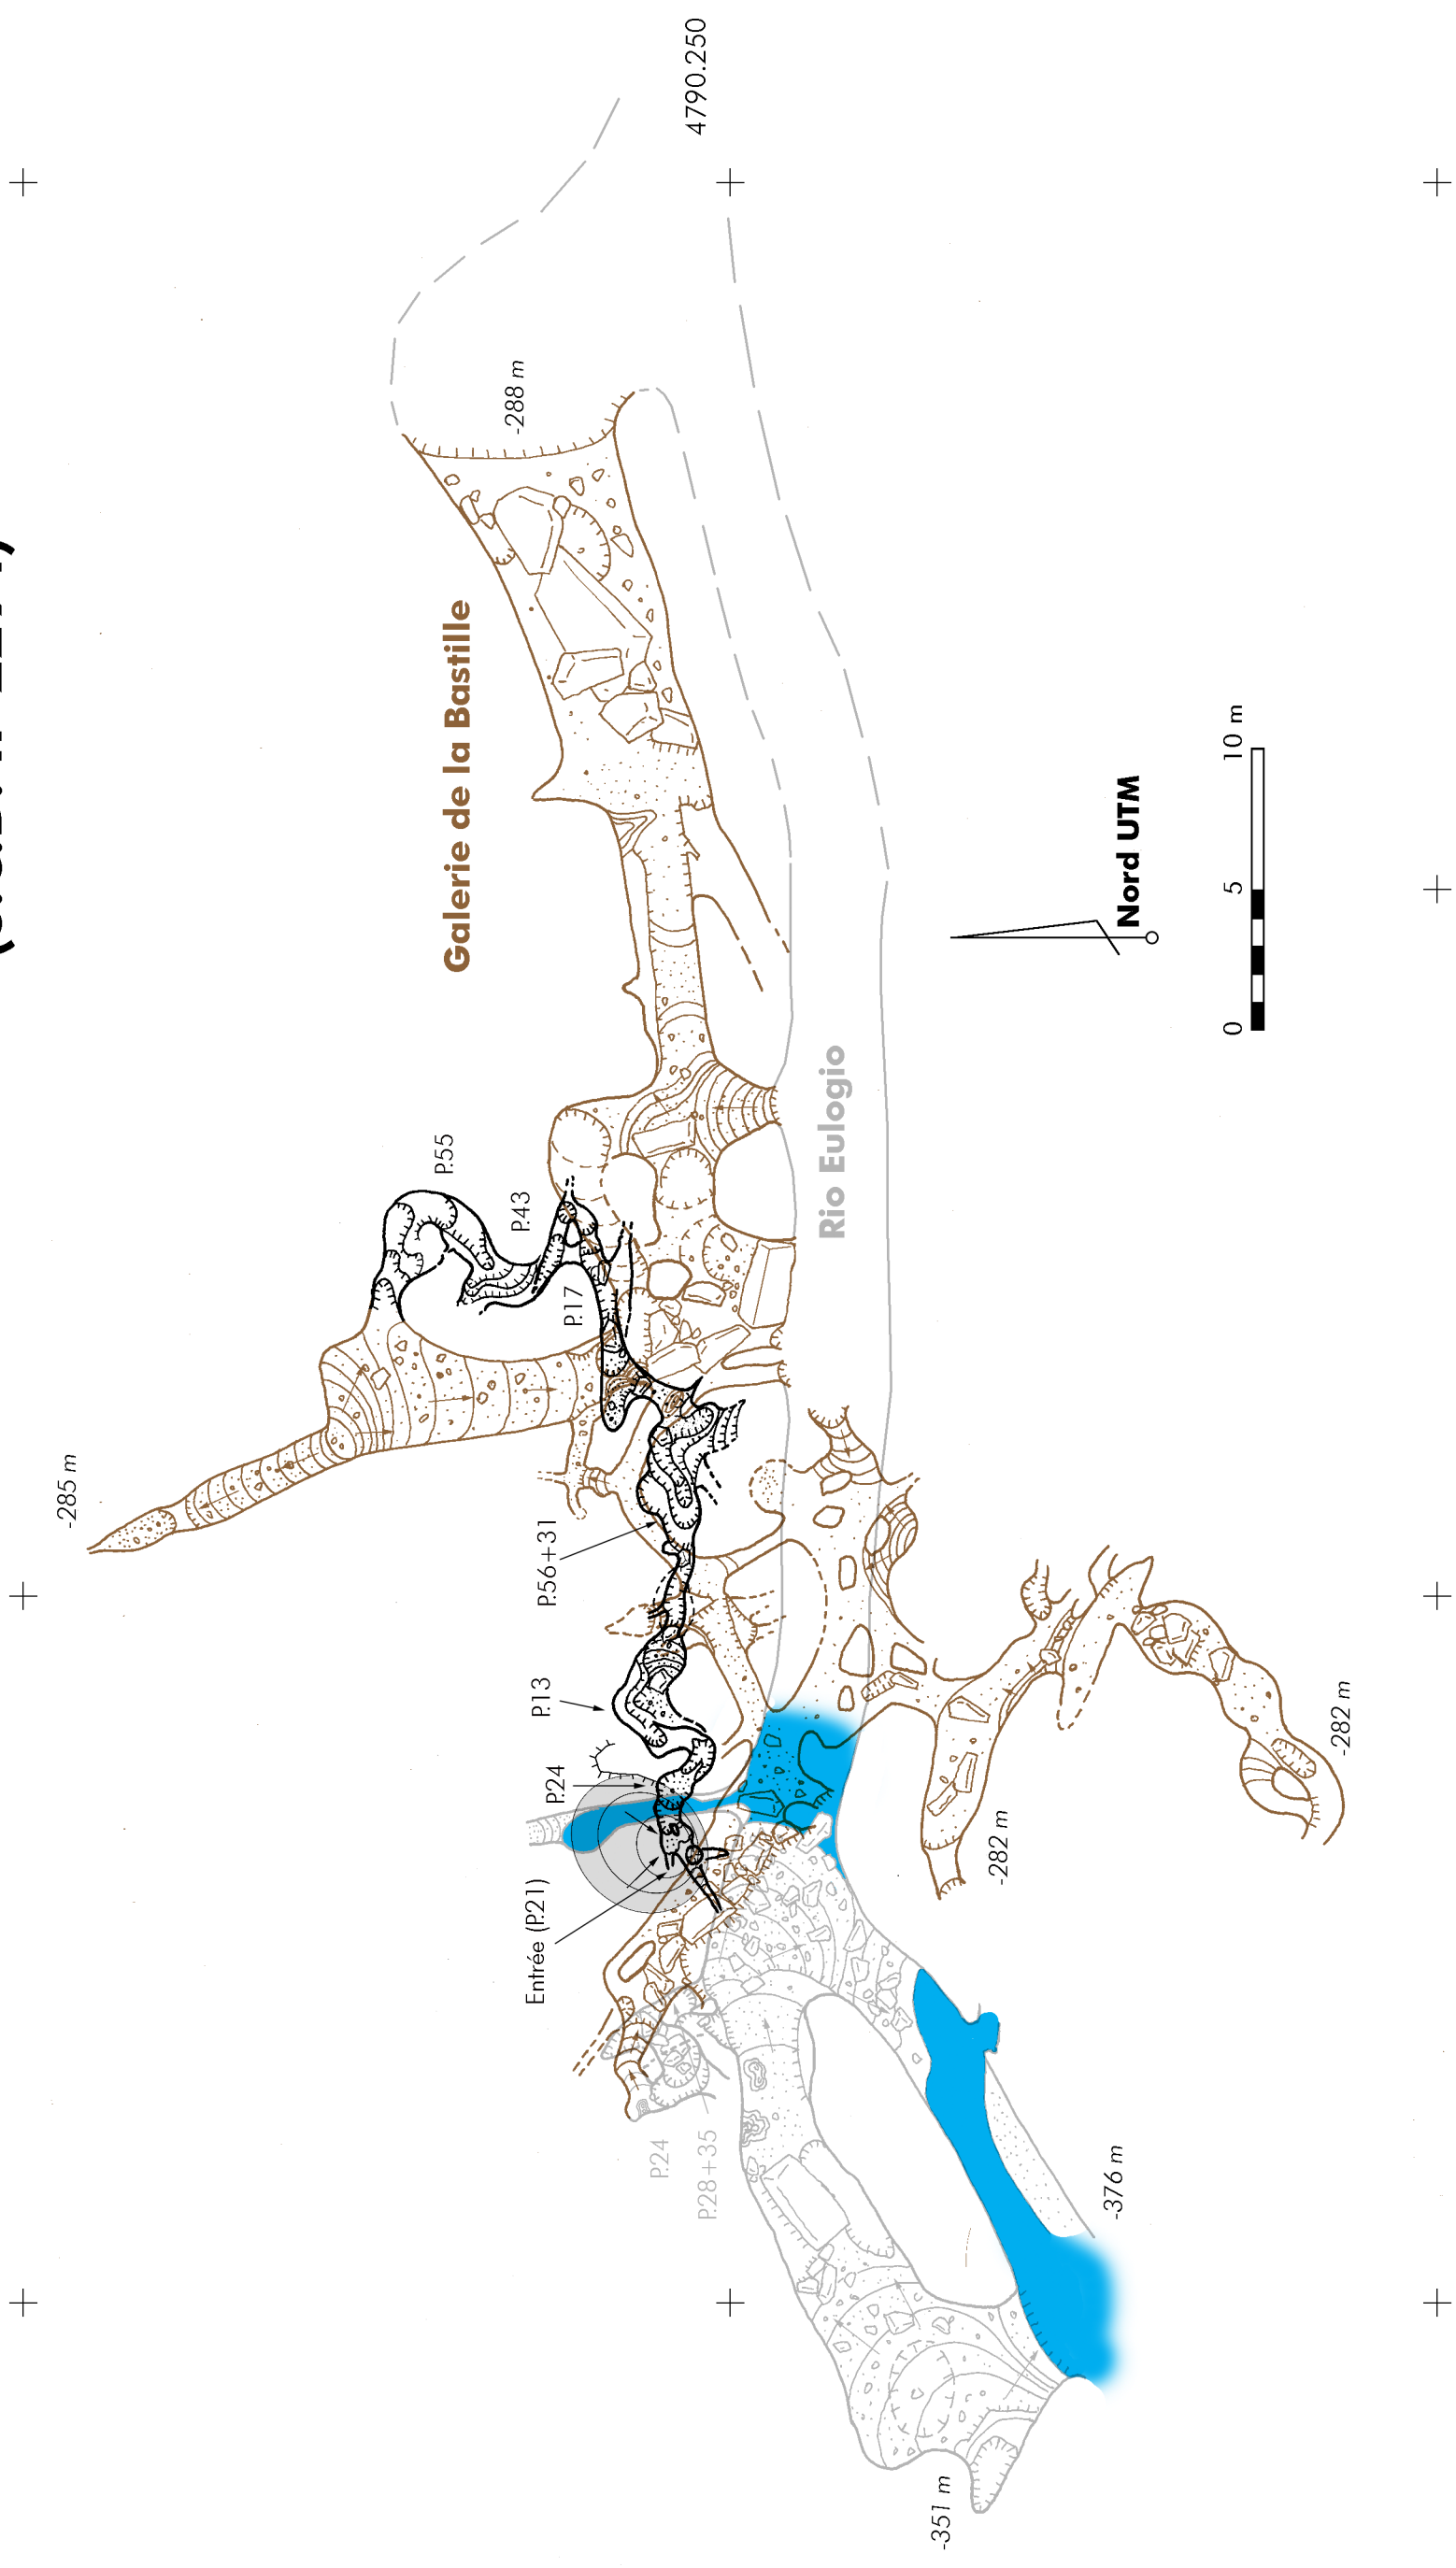 4790.250
-288 m
Galerie de la Bastille
Nord UTM
0 5 10 m
Rio Eulogio
P.55
P.43
P.17
-285 m
P.56+31
P.13
P.24
Entrée (P.21)
-282 m
-282 m
P.24
P.28+35
-376 m
-351 m